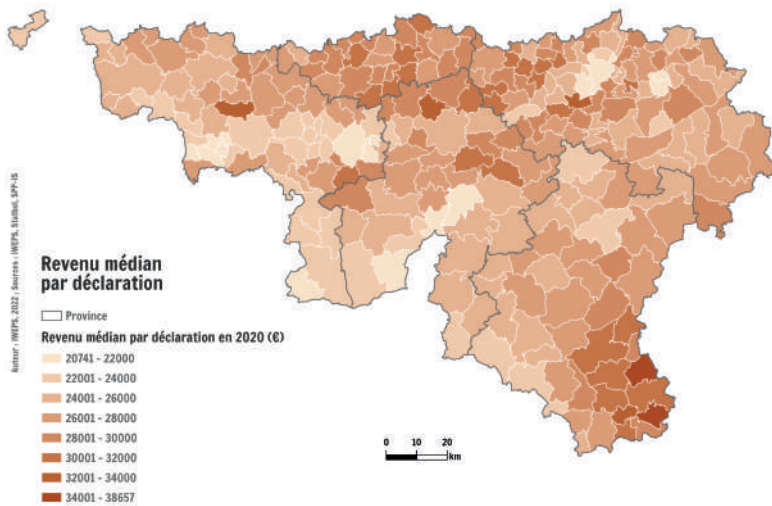 Revenu médian
par déclaration
Province
Revenu médian par déclaration en 2020 (€)
20741 - 22000
22001 - 24000
24001 - 26000
26001 - 28000
28001 - 30000
30001 - 32000
32001 - 34000
34001 - 38657
0 10 20
km
Auteur : IWEPS, 2022 ; Sources : IWEPS, Statbel, SPP-IS